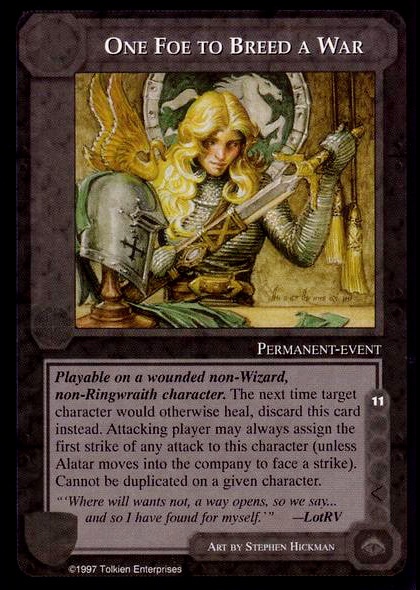 ONE FOE TO BREED A WAR
PERMANENT-EVENT
Playable on a wounded non-Wizard,
non-Ringwraith character. The next time target
character would otherwise heal, discard this card
instead. Attacking player may always assign the
first strike of any attack to this character (unless
Alatar moves into the company to face a strike).
Cannot be duplicated on a given character.
11
“‘Where will wants not, a way opens, so we say...
and so I have found for myself.’” —LotRV
ART BY STEPHEN HICKMAN
©1997 Tolkien Enterprises